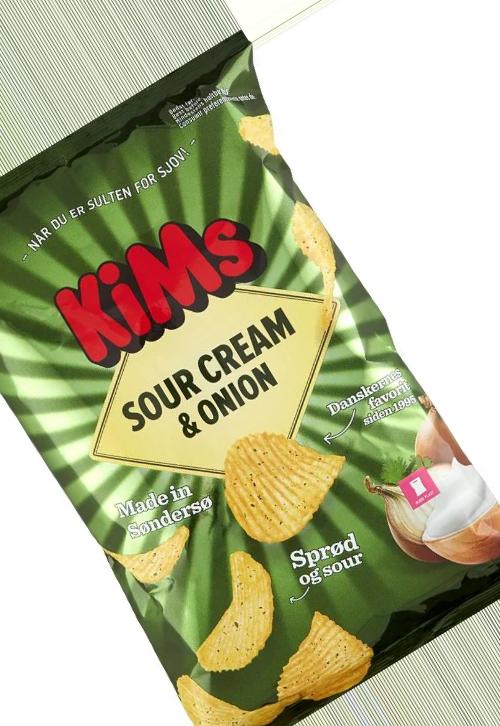 - NÅR DU ER SULTEN FOR SJOV! -
KiMs
SOUR CREAM
& ONION
Danskernes
favorit
siden 1995
Made in
Søndersø
Sprød
og sour